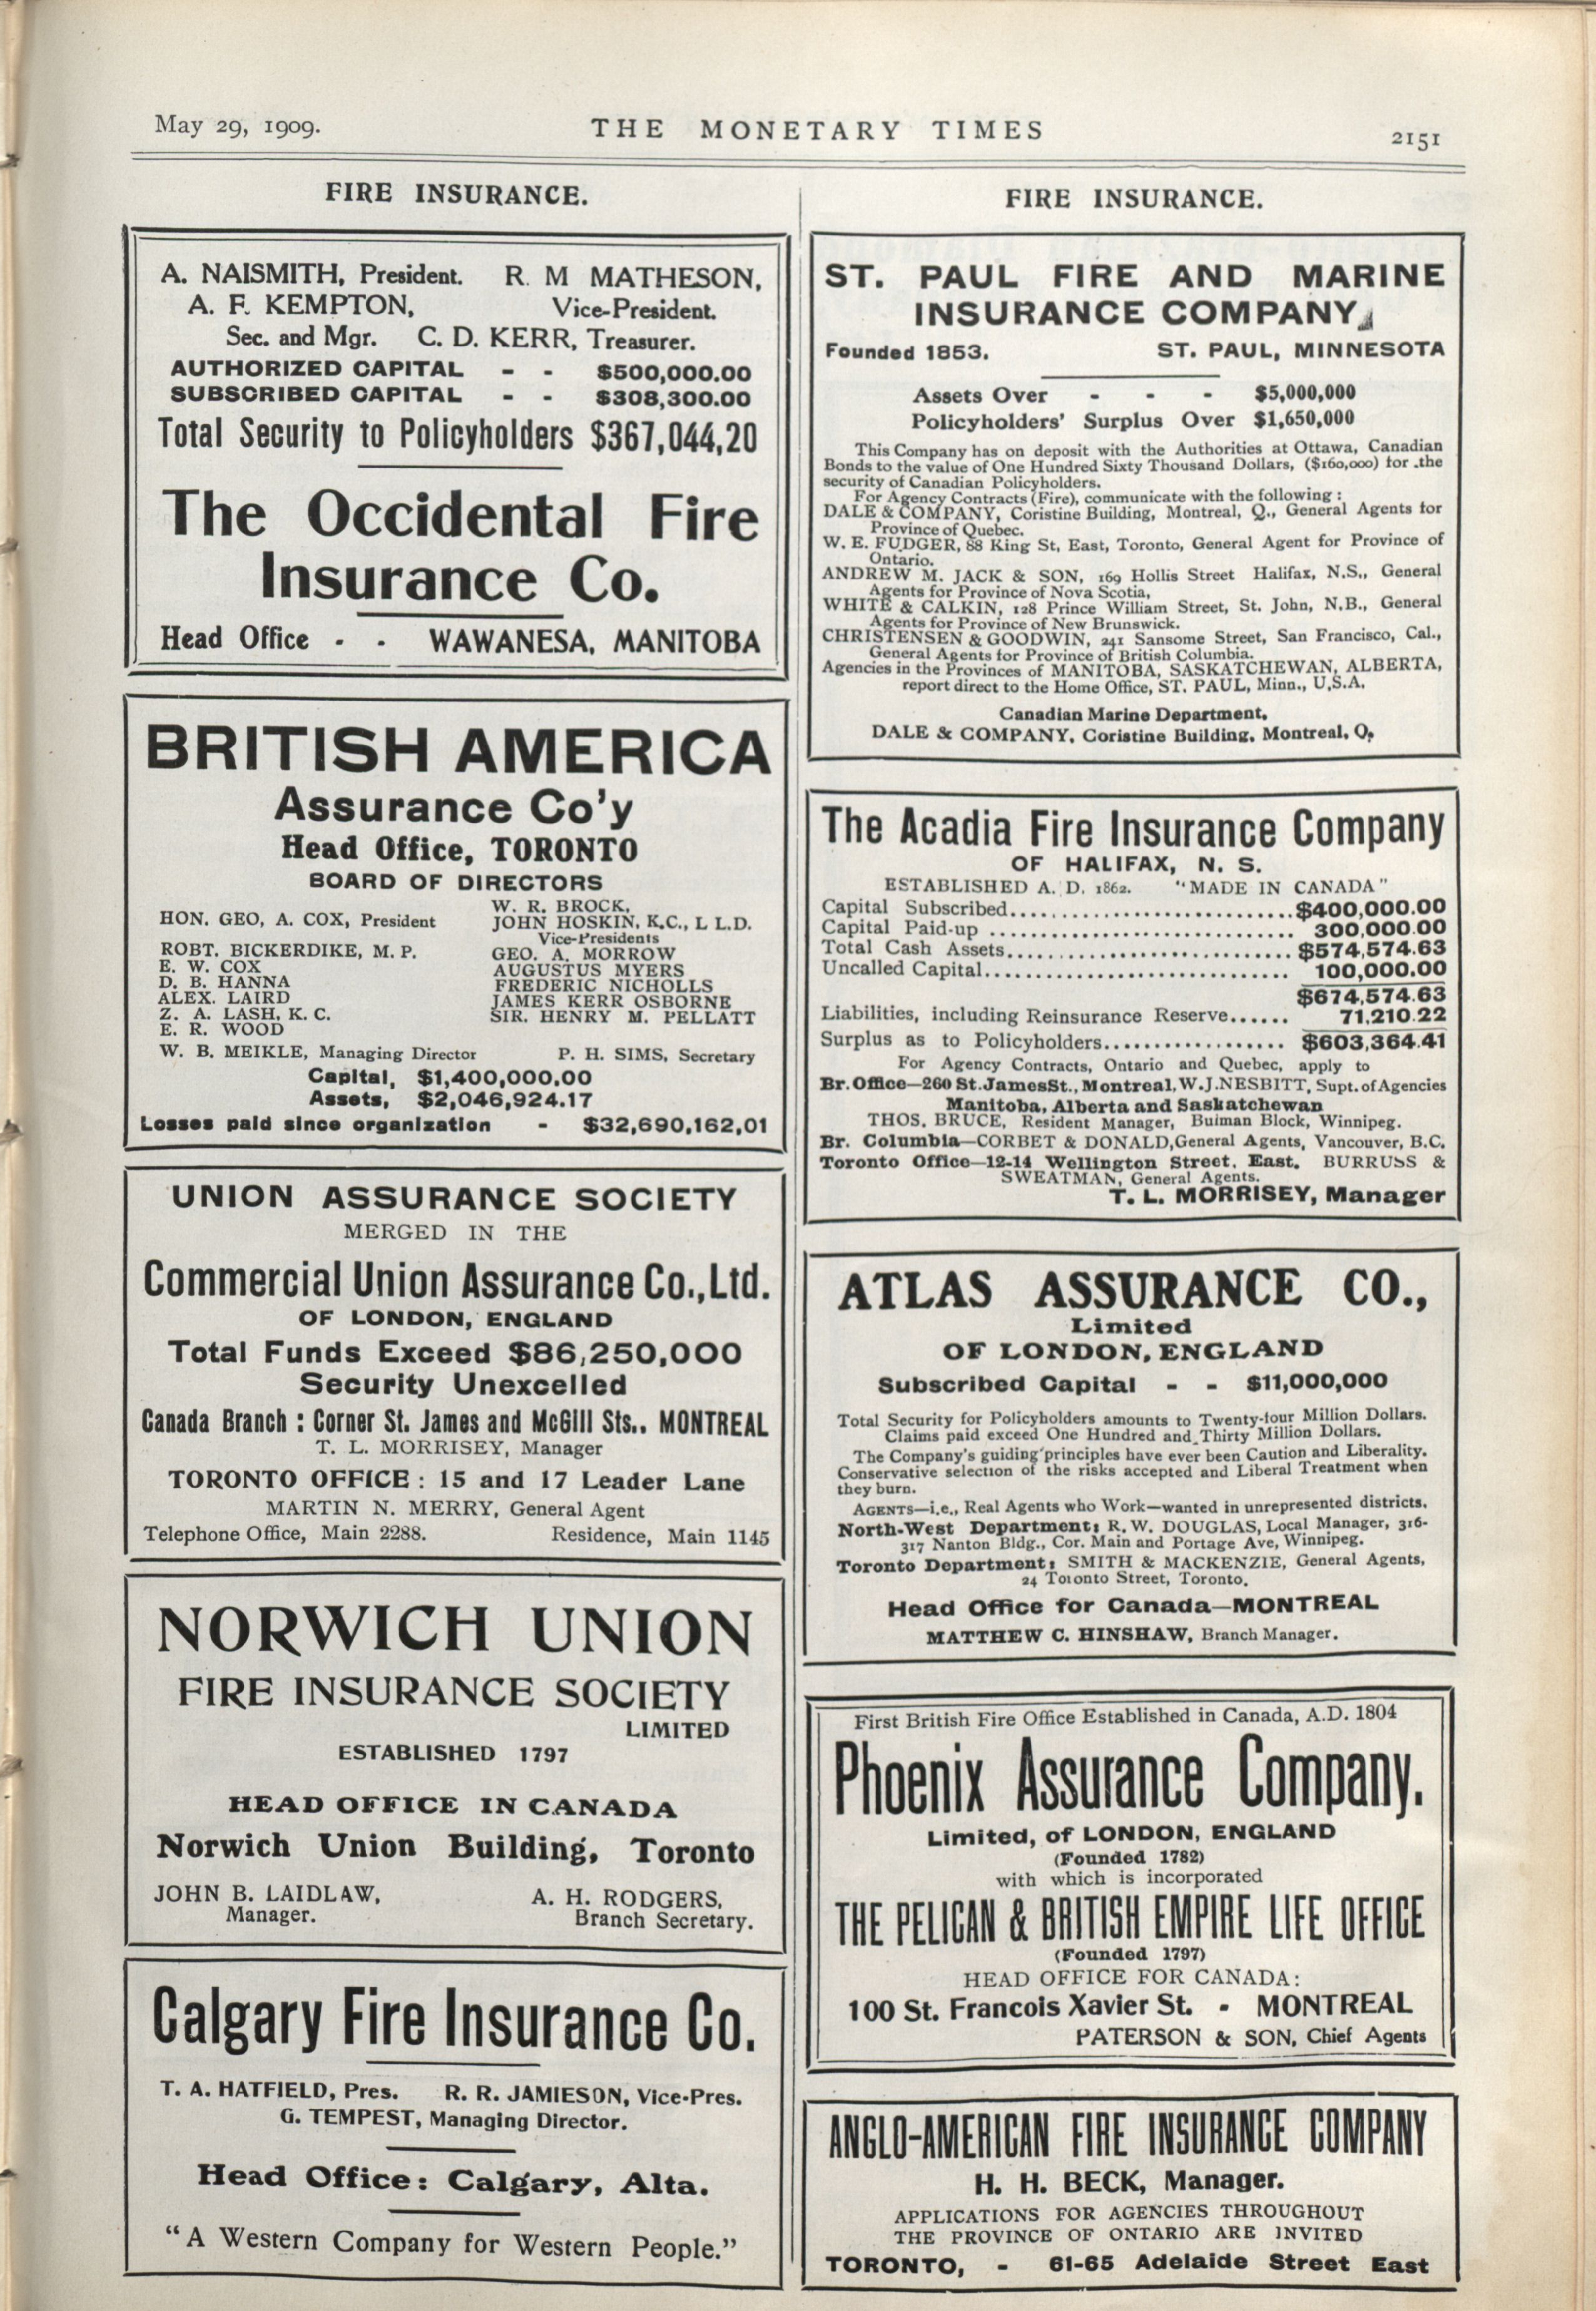 May 29, 1909.
THE MONETARY TIMES
2151
FIRE INSURANCE.
A. NAISMITH, President. R. M MATHESON,
A. F. KEMPTON, Vice-President.
Sec. and Mgr. C. D. KERR, Treasurer.
AUTHORIZED CAPITAL - - $500,000.00
SUBSCRIBED CAPITAL - - $308,300.00
Total Security to Policyholders $367,044,20
The Occidental Fire
Insurance Co.
Head Office - - WAWANESA, MANITOBA
BRITISH AMERICA
Assurance Co'y
Head Office, TORONTO
BOARD OF DIRECTORS
W. R. BROCK,
HON. GEO, A. COX, President JOHN HOSKIN, K.C., L L.D.
Vice-Presidents
ROBT. BICKERDIKE, M. P. GEO. A. MORROW
E. W. COX AUGUSTUS MYERS
D. B. HANNA FREDERIC NICHOLLS
ALEX. LAIRD JAMES KERR OSBORNE
Z. A. LASH, K. C. SIR. HENRY M. PELLATT
E. R. WOOD
W. B. MEIKLE, Managing Director P. H. SIMS, Secretary
Capital, $1,400,000.00
Assets, $2,046,924.17
Losses paid since organization - $32,690,162,01
UNION ASSURANCE SOCIETY
MERGED IN THE
Commercial Union Assurance Co., Ltd.
OF LONDON, ENGLAND
Total Funds Exceed $86,250,000
Security Unexcelled
Canada Branch : Corner St. James and McGill Sts., MONTREAL
T. L. MORRISEY, Manager
TORONTO OFFICE : 15 and 17 Leader Lane
MARTIN N. MERRY, General Agent
Telephone Office, Main 2288. Residence, Main 1145
NORWICH UNION
FIRE INSURANCE SOCIETY
LIMITED
ESTABLISHED 1797
HEAD OFFICE IN CANADA
Norwich Union Building, Toronto
JOHN B. LAIDLAW, A. H. RODGERS,
Manager. Branch Secretary.
Calgary Fire Insurance Co.
T. A. HATFIELD, Pres. R. R. JAMIESON, Vice-Pres.
G. TEMPEST, Managing Director.
Head Office: Calgary, Alta.
"A Western Company for Western People."
FIRE INSURANCE.
ST. PAUL FIRE AND MARINE
INSURANCE COMPANY
Founded 1853. ST. PAUL, MINNESOTA
Assets Over - - - $5,000,000
Policyholders' Surplus Over $1,650,000
This Company has on deposit with the Authorities at Ottawa, Canadian
Bonds to the value of One Hundred Sixty Thousand Dollars, ($160,000) for the
security of Canadian Policyholders.
For Agency Contracts (Fire), communicate with the following :
DALE & COMPANY, Coristine Building, Montreal, Q., General Agents for
Province of Quebec.
W. E. FUDGER, 88 King St, East, Toronto, General Agent for Province of
Ontario.
ANDREW M. JACK & SON, 169 Hollis Street Halifax, N.S., General
Agents for Province of Nova Scotia,
WHITE & CALKIN, 128 Prince William Street, St. John, N.B., General
Agents for Province of New Brunswick.
CHRISTENSEN & GOODWIN, 241 Sansome Street, San Francisco, Cal.,
General Agents for Province of British Columbia.
Agencies in the Provinces of MANITOBA, SASKATCHEWAN, ALBERTA,
report direct to the Home Office, ST. PAUL, Minn., U.S.A.
Canadian Marine Department,
DALE & COMPANY, Coristine Building, Montreal, Q.
The Acadia Fire Insurance Company
OF HALIFAX, N. S.
ESTABLISHED A. D. 1862. "MADE IN CANADA"
Capital Subscribed............................$400,000.00
Capital Paid-up .............................. 300,000.00
Total Cash Assets............................ $574,574.63
Uncalled Capital.............................. 100,000.00
$674,574.63
Liabilities, including Reinsurance Reserve...... 71,210.22
Surplus as to Policyholders................. $603,364.41
For Agency Contracts, Ontario and Quebec, apply to
Br. Office—260 St. James St., Montreal, W. J. NESBITT, Supt. of Agencies
Manitoba, Alberta and Saskatchewan
THOS. BRUCE, Resident Manager, Buiman Block, Winnipeg.
Br. Columbia—CORBET & DONALD, General Agents, Vancouver, B.C.
Toronto Office—12-14 Wellington Street, East. BURRUSS &
SWEATMAN, General Agents.
T. L. MORRISEY, Manager
ATLAS ASSURANCE CO.,
Limited
OF LONDON, ENGLAND
Subscribed Capital - - $11,000,000
Total Security for Policyholders amounts to Twenty-four Million Dollars.
Claims paid exceed One Hundred and Thirty Million Dollars.
The Company's guiding principles have ever been Caution and Liberality.
Conservative selection of the risks accepted and Liberal Treatment when
they burn.
AGENTS—i.e., Real Agents who Work—wanted in unrepresented districts.
North-West Department: R. W. DOUGLAS, Local Manager, 316-
317 Nanton Bldg., Cor. Main and Portage Ave, Winnipeg.
Toronto Department: SMITH & MACKENZIE, General Agents,
24 Toronto Street, Toronto.
Head Office for Canada—MONTREAL
MATTHEW C. HINSHAW, Branch Manager.
First British Fire Office Established in Canada, A.D. 1804
Phoenix Assurance Company.
Limited, of LONDON, ENGLAND
(Founded 1782)
with which is incorporated
THE PELICAN & BRITISH EMPIRE LIFE OFFICE
(Founded 1797)
HEAD OFFICE FOR CANADA:
100 St. Francois Xavier St. - MONTREAL
PATERSON & SON, Chief Agents
ANGLO-AMERICAN FIRE INSURANCE COMPANY
H. H. BECK, Manager.
APPLICATIONS FOR AGENCIES THROUGHOUT
THE PROVINCE OF ONTARIO ARE INVITED
TORONTO, - 61-65 Adelaide Street East